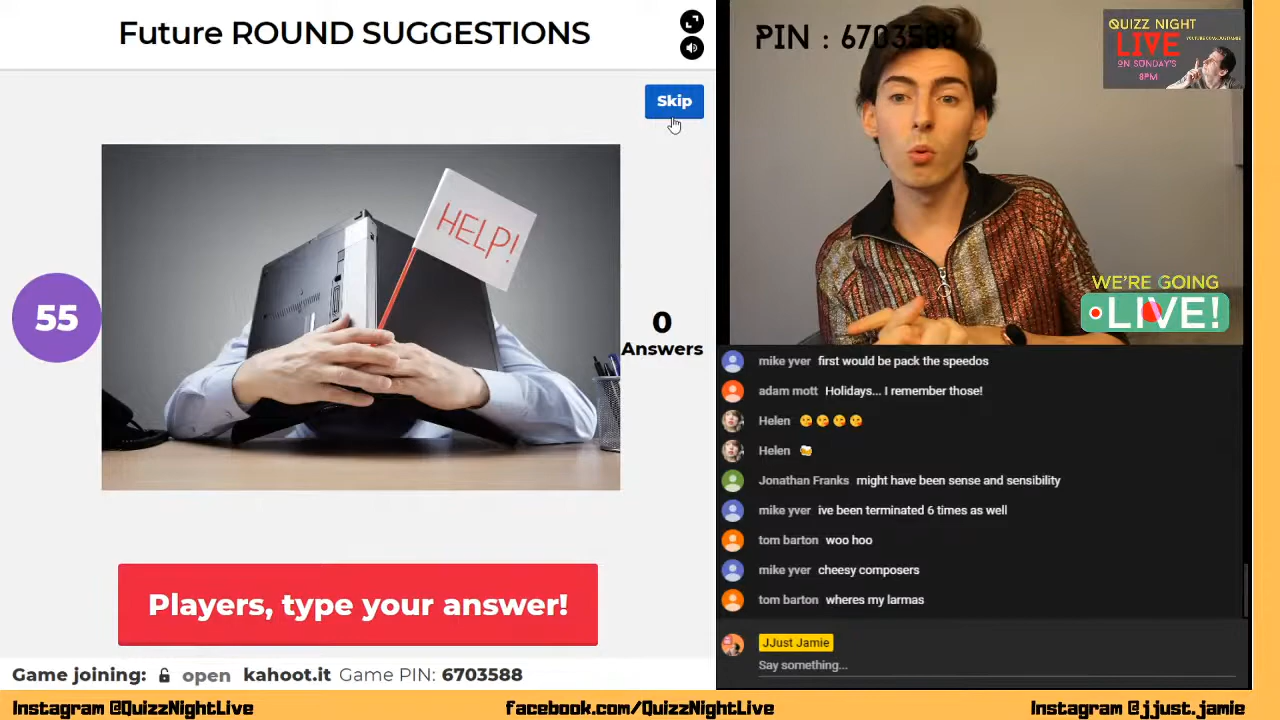 Future ROUND SUGGESTIONS
Skip
HELP!
55
0
Answers
Players, type your answer!
Game joining: open kahoot.it Game PIN: 6703588
PIN : 6703588
QUIZZ NIGHT
LIVE
ON SUNDAY'S
8PM
WE'RE GOING
LIVE!
mike yver first would be pack the speedos
adam mott Holidays... I remember those!
Helen
Helen
Jonathan Franks might have been sense and sensibility
mike yver ive been terminated 6 times as well
tom barton woo hoo
mike yver cheesy composers
tom barton wheres my larmas
JJust Jamie
Say something...
Instagram @QuizzNightLive
facebook.com/QuizzNightLive
Instagram @jjust.jamie